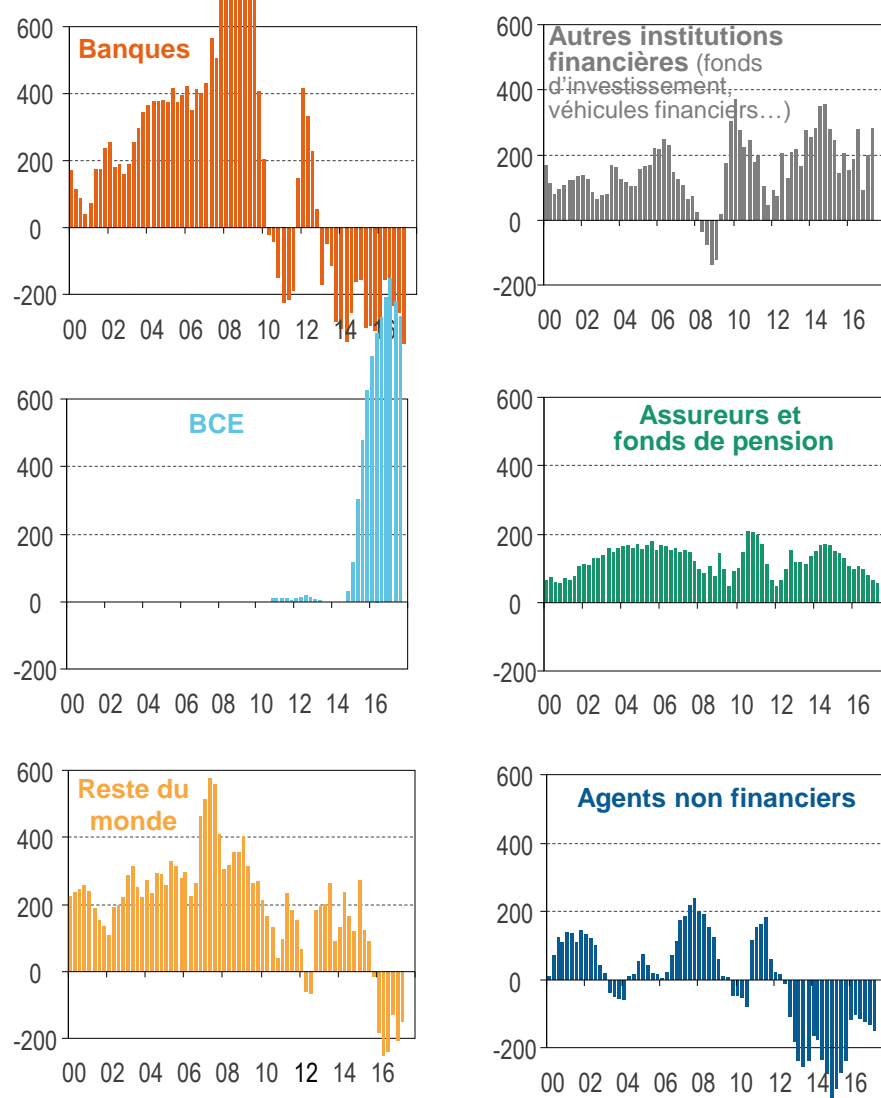 600
400
200
0
-200
Banques
00 02 04 06 08 10 12 14 16
600
400
200
0
-200
Autres institutions
financières (fonds
d'investissement,
véhicules financiers…)
00 02 04 06 08 10 12 14 16
600
400
200
0
-200
BCE
00 02 04 06 08 10 12 14 16
600
400
200
0
-200
Assureurs et
fonds de pension
00 02 04 06 08 10 12 14 16
600
400
200
0
-200
Reste du
monde
00 02 04 06 08 10 12 14 16
600
400
200
0
-200
Agents non financiers
00 02 04 06 08 10 12 14 16